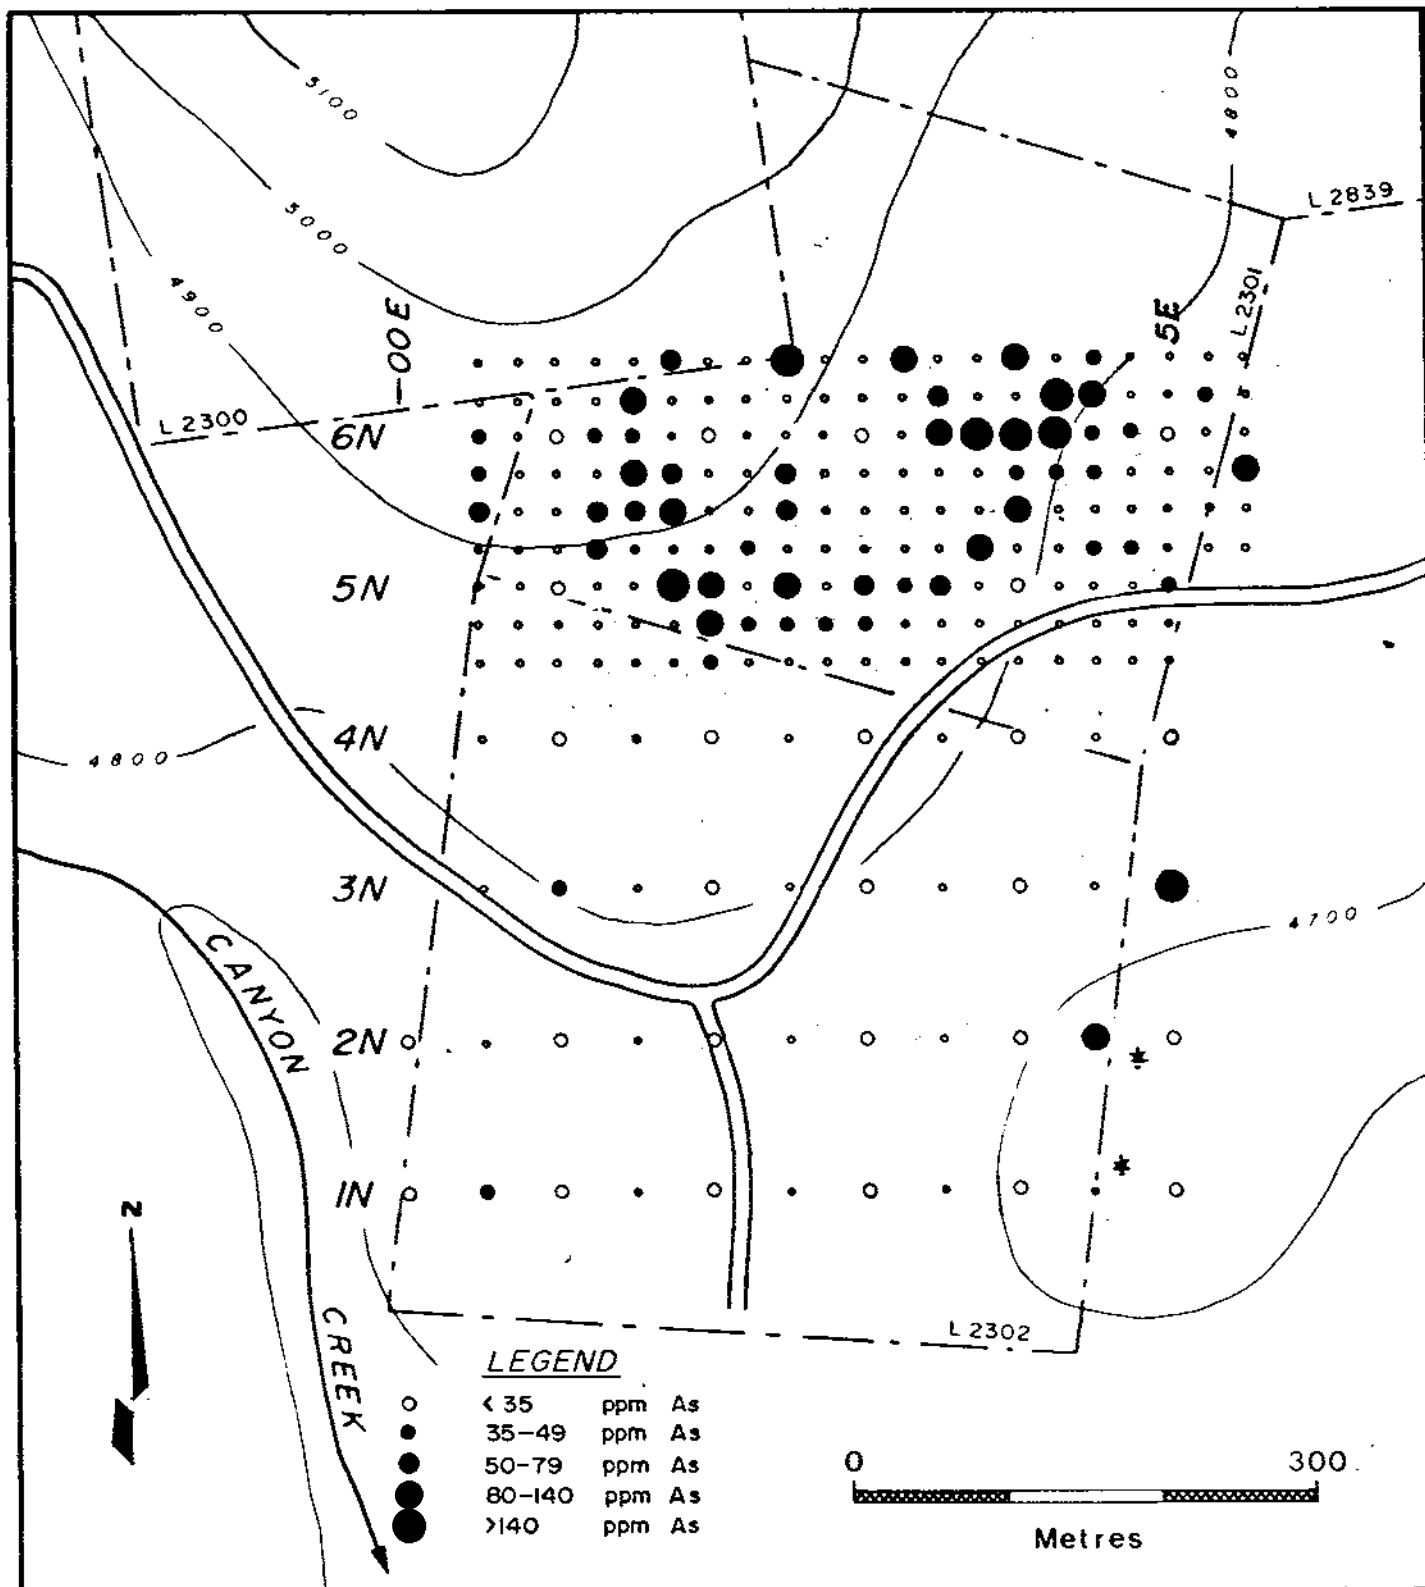 5100
4800
L 2839
5000
4900
L 2301
00 E
5E
L 2300
6N
5N
4N
4800
3N
4700
CANYON
2N
1N
N
CREEK
L 2302
LEGEND
< 35 ppm As
35-49 ppm As
50-79 ppm As
80-140 ppm As
>140 ppm As
0 300
Metres